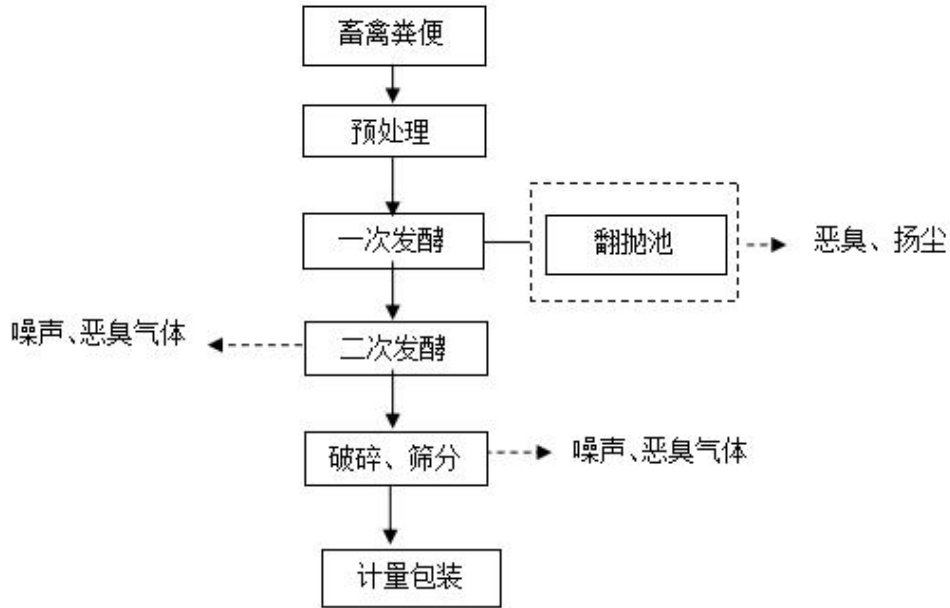 畜禽粪便
预处理
一次发酵
翻抛池
恶臭、扬尘
噪声、恶臭气体
二次发酵
破碎、筛分
噪声、恶臭气体
计量包装